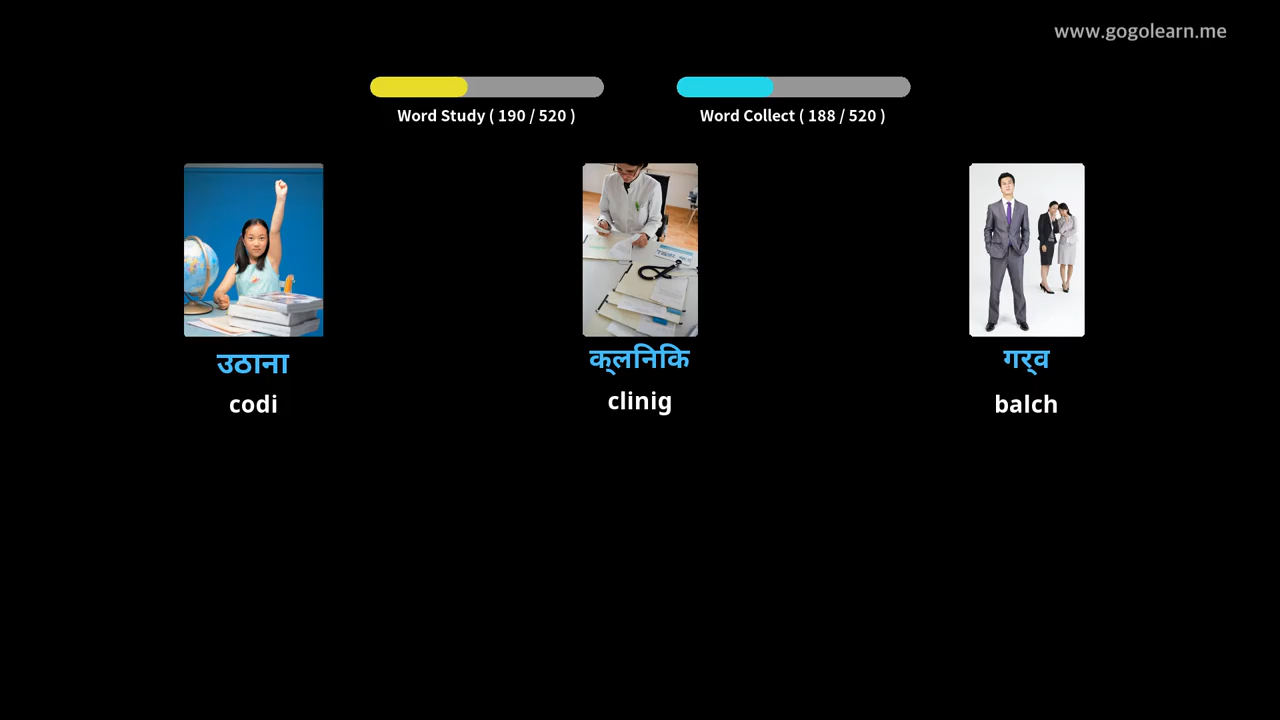 www.gogolearn.me
Word Study ( 190 / 520 )
Word Collect ( 188 / 520 )
उठाना
क्‌लनिकि
गर्‌व
codi
clinig
balch